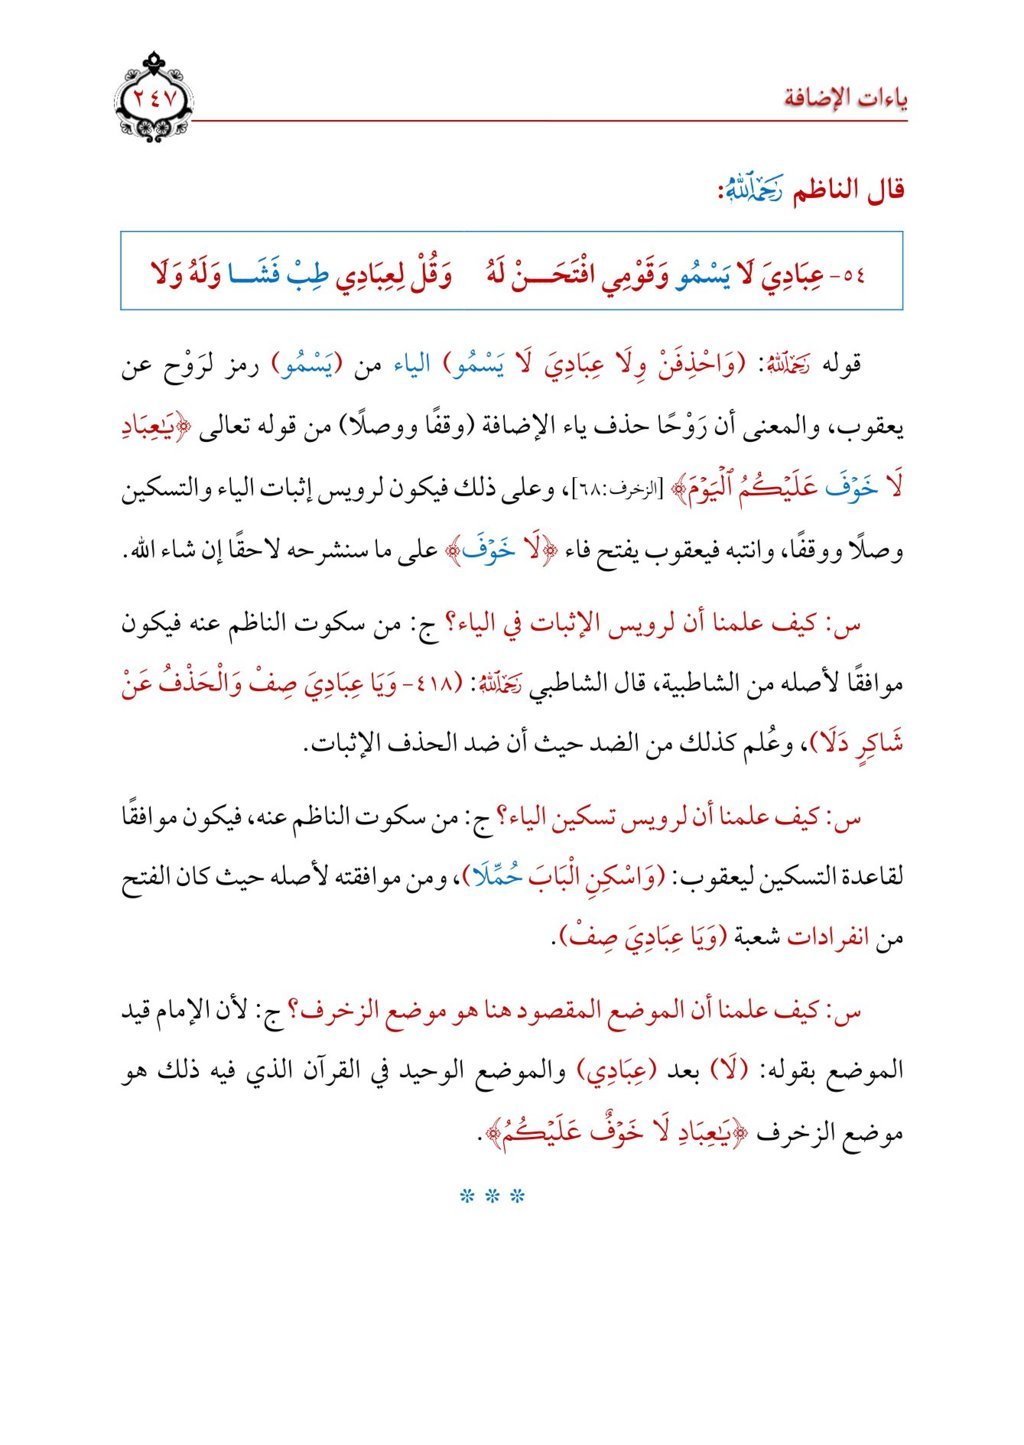 ياءات الإضافة
٢٤٧
قال الناظم رَحِمَهُ ٱللَّهُ:
٥٤- عِبَادِيَ لَا يَسْمُو وَقَوْمِي افْتَحَـــنْ لَهُ وَقُلْ لِعِبَادِي طِبْ فَشَـــا وَلَهُ وَلَا
قوله رَحِمَهُ ٱللَّهُ: (وَاحْذِفَنْ وِلَا عِبَادِيَ لَا يَسْمُو) الياء من (يَسْمُو) رمز لرَوْح عن
يعقوب، والمعنى أن رَوْحًا حذف ياء الإضافة (وقفًا ووصلًا) من قوله تعالى ﴿يَٰعِبَادِ
لَا خَوۡفَ عَلَيۡكُمُ ٱلۡيَوۡمَ﴾ [الزخرف:٦٨]، وعلى ذلك فيكون لرويس إثبات الياء والتسكين
وصلًا ووقفًا، وانتبه فيعقوب يفتح فاء ﴿لَا خَوۡفَ﴾ على ما سنشرحه لاحقًا إن شاء الله.
س: كيف علمنا أن لرويس الإثبات في الياء؟ ج: من سكوت الناظم عنه فيكون
موافقًا لأصله من الشاطبية، قال الشاطبي رَحِمَهُ ٱللَّهُ: (٤١٨- وَيَا عِبَادِيَ صِفْ وَالْحَذْفُ عَنْ
شَاكِرٍ دَلَا)، وعُلم كذلك من الضد حيث أن ضد الحذف الإثبات.
س: كيف علمنا أن لرويس تسكين الياء؟ ج: من سكوت الناظم عنه، فيكون موافقًا
لقاعدة التسكين ليعقوب: (وَاسْكِنِ الْبَابَ حُمِّلَا)، ومن موافقته لأصله حيث كان الفتح
من انفرادات شعبة (وَيَا عِبَادِيَ صِفْ).
س: كيف علمنا أن الموضع المقصود هنا هو موضع الزخرف؟ ج: لأن الإمام قيد
الموضع بقوله: (لَا) بعد (عِبَادِي) والموضع الوحيد في القرآن الذي فيه ذلك هو
موضع الزخرف ﴿يَٰعِبَادِ لَا خَوۡفٌ عَلَيۡكُمُ﴾.
* * *